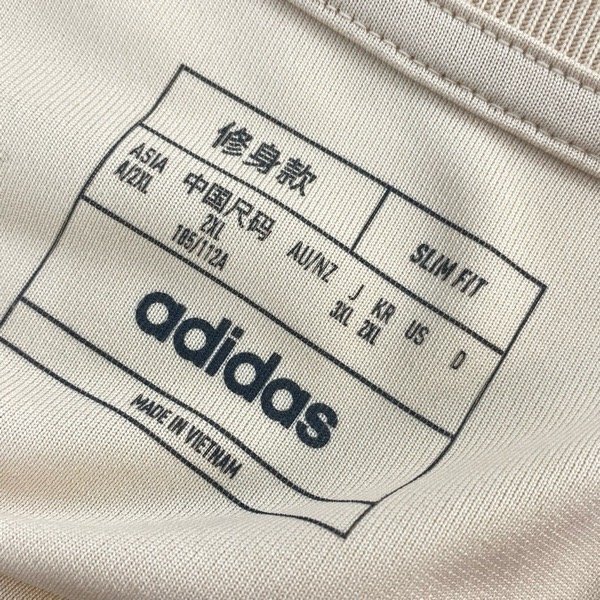 修身款 SLIM FIT
ASIA 中国尺码 AU/NZ J KR US D
A/2XL 2XL 3XL 2XL
185/112A
adidas
MADE IN VIETNAM